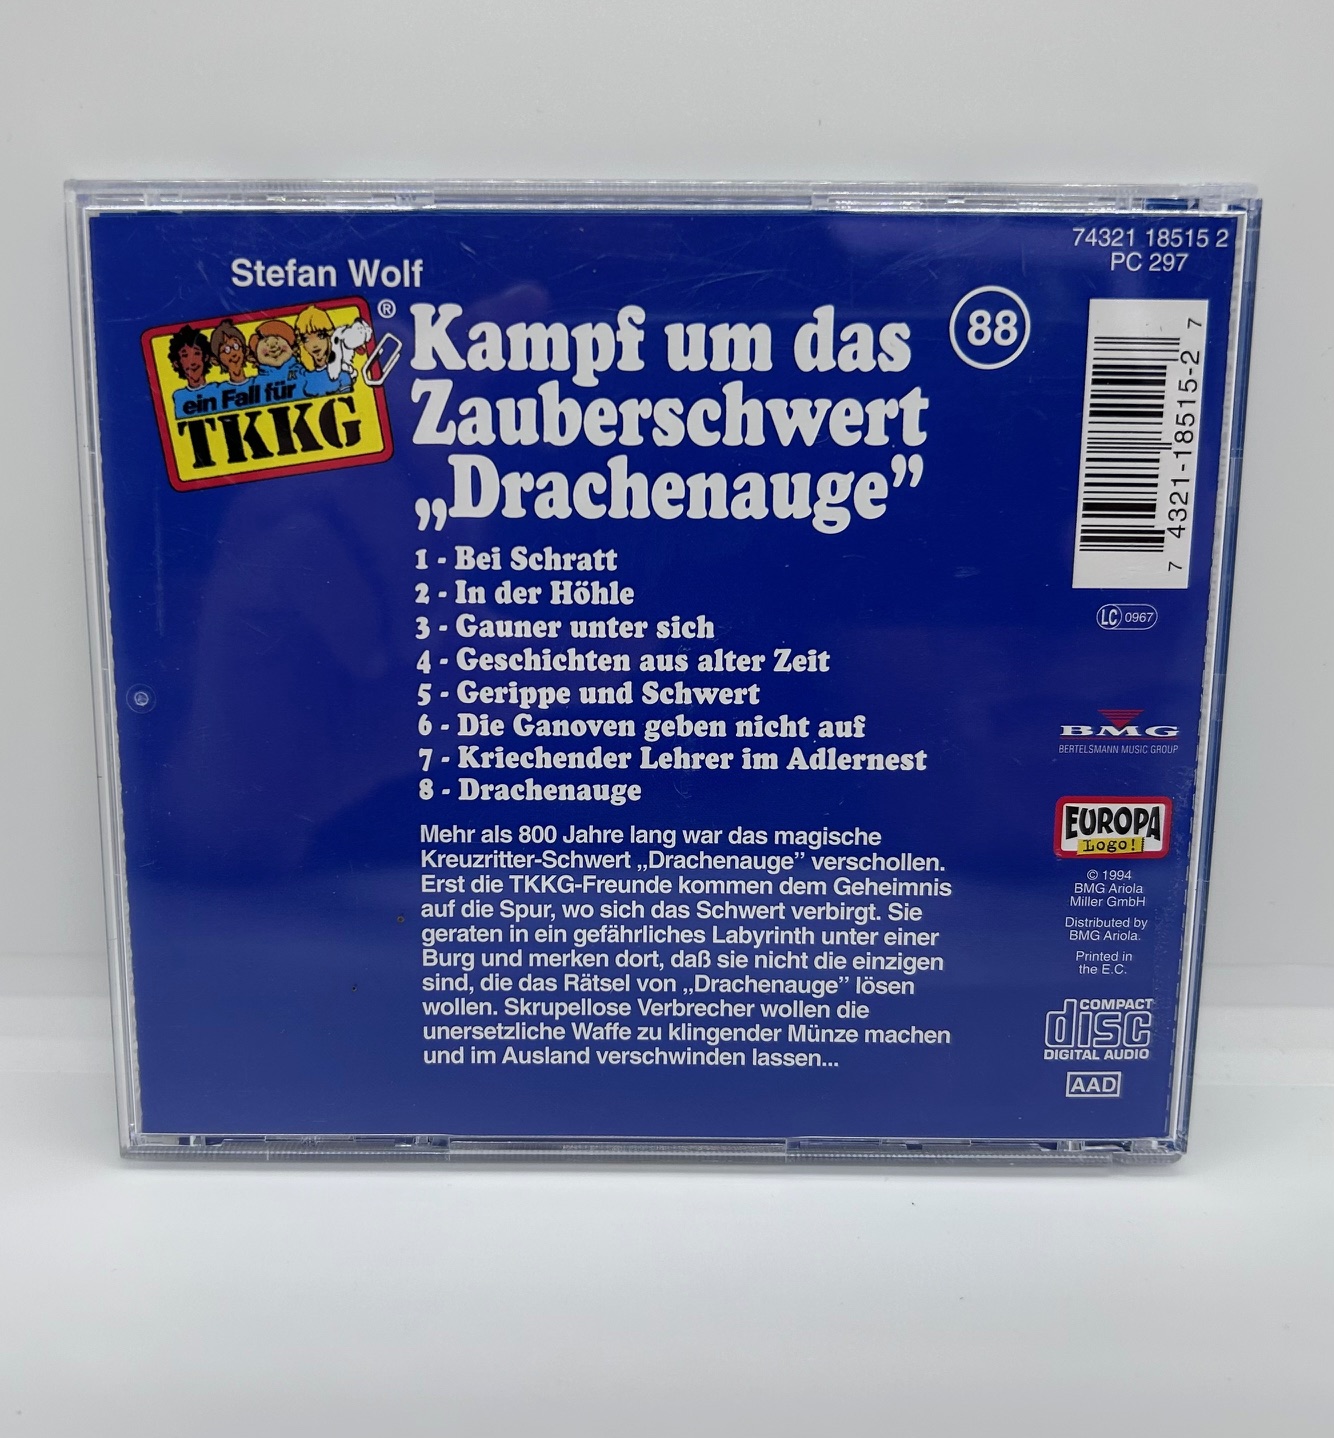 74321 18515 2
PC 297
Stefan Wolf
®
ein Fall für
TKKG
Kampf um das
Zauberschwert
„Drachenauge”
88
1 - Bei Schratt
2 - In der Höhle
3 - Gauner unter sich
4 - Geschichten aus alter Zeit
5 - Gerippe und Schwert
6 - Die Ganoven geben nicht auf
7 - Kriechender Lehrer im Adlernest
8 - Drachenauge
Mehr als 800 Jahre lang war das magische
Kreuzritter-Schwert „Drachenauge” verschollen.
Erst die TKKG-Freunde kommen dem Geheimnis
auf die Spur, wo sich das Schwert verbirgt. Sie
geraten in ein gefährliches Labyrinth unter einer
Burg und merken dort, daß sie nicht die einzigen
sind, die das Rätsel von „Drachenauge” lösen
wollen. Skrupellose Verbrecher wollen die
unersetzliche Waffe zu klingender Münze machen
und im Ausland verschwinden lassen...
7 4321-18515-2 7
LC 0967
BMG
BERTELSMANN MUSIC GROUP
EUROPA
Logo!
© 1994
BMG Ariola
Miller GmbH
Distributed by
BMG Ariola.
Printed in
the E.C.
COMPACT
disc
DIGITAL AUDIO
AAD